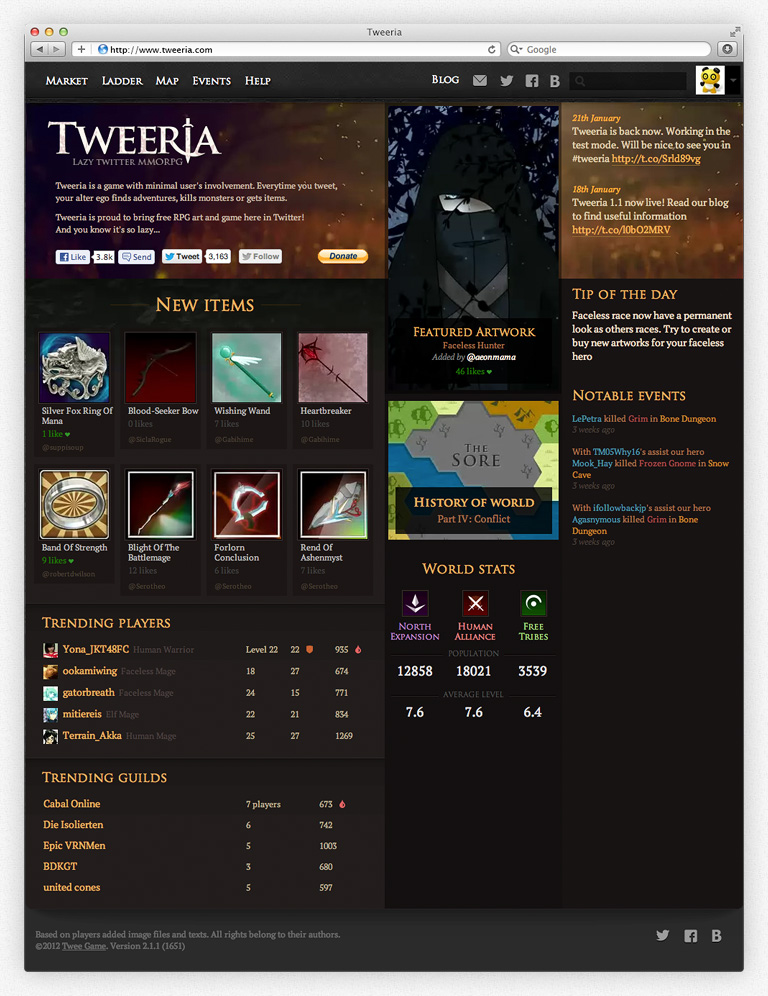 Tweeria
http://www.tweeria.com
Google
Market Ladder Map Events Help
Blog
B
Tweeria
Lazy twitter mmorpg
Tweeria is a game with minimal user's involvement. Everytime you tweet,
your alter ego finds adventures, kills monsters or gets items.
Tweeria is proud to bring free RPG art and game here in Twitter!
And you know it's so lazy...
Like 3.8k Send Tweet 3,163 Follow Donate
New items
Silver Fox Ring Of
Mana
1 like
@suppisoup
Blood-Seeker Bow
0 likes
@SiclaRogue
Wishing Wand
7 likes
@Gabihime
Heartbreaker
10 likes
@Gabihime
Band Of Strength
9 likes
@robertdwilson
Blight Of The
Battlemage
12 likes
@Serotheo
Forlorn
Conclusion
6 likes
@Serotheo
Rend Of
Ashenmyst
7 likes
@Serotheo
Trending players
Yona_JKT48FC Human Warrior Level 22 22 935
ookamiwing Faceless Mage 18 27 674
gatorbreath Faceless Mage 24 15 771
mitiereis Elf Mage 22 21 834
Terrain_Akka Human Mage 25 27 1269
Trending guilds
Cabal Online 7 players 673
Die Isolierten 6 742
Epic VRNMen 5 1003
BDKGT 3 680
united cones 5 597
Featured Artwork
Faceless Hunter
Added by @aeonmama
46 likes
The
Sore
History of world
Part IV: Conflict
World stats
North
Expansion
Human
Alliance
Free
Tribes
Population
12858 18021 3539
Average level
7.6 7.6 6.4
21th January
Tweeria is back now. Working in the
test mode. Will be nice to see you in
#tweeria http://t.co/Srld89vg
18th January
Tweeria 1.1 now live! Read our blog
to find useful information
http://t.co/l0bO2MRV
Tip of the day
Faceless race now have a permanent
look as others races. Try to create or
buy new artworks for your faceless
hero
Notable events
LePetra killed Grim in Bone Dungeon
3 weeks ago
With TM05Why16's assist our hero
Mook_Hay killed Frozen Gnome in Snow
Cave
3 weeks ago
With ifollowbackjp's assist our hero
Agasnymous killed Grim in Bone
Dungeon
3 weeks ago
Based on players added image files and texts. All rights belong to their authors.
©2012 Twee Game. Version 2.1.1 (1651)
B